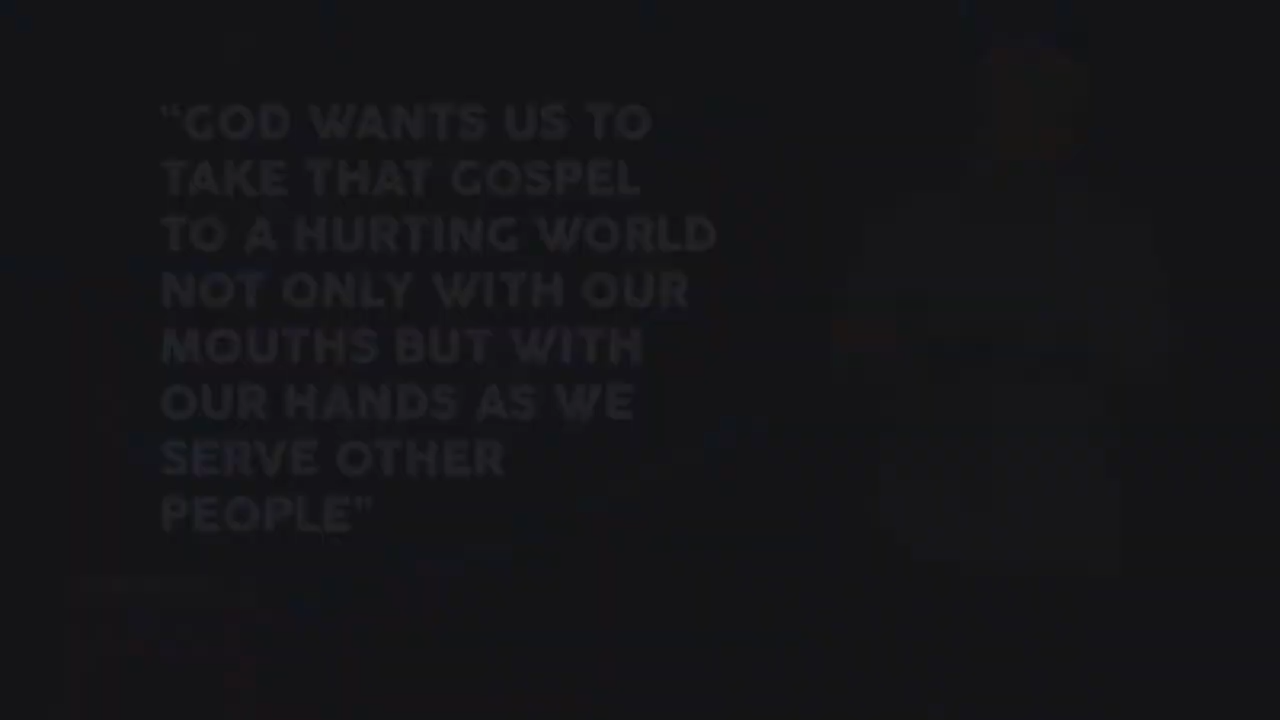 “GOD WANTS US TO
TAKE THAT GOSPEL
TO A HURTING WORLD
NOT ONLY WITH OUR
MOUTHS BUT WITH
OUR HANDS AS WE
SERVE OTHER
PEOPLE”